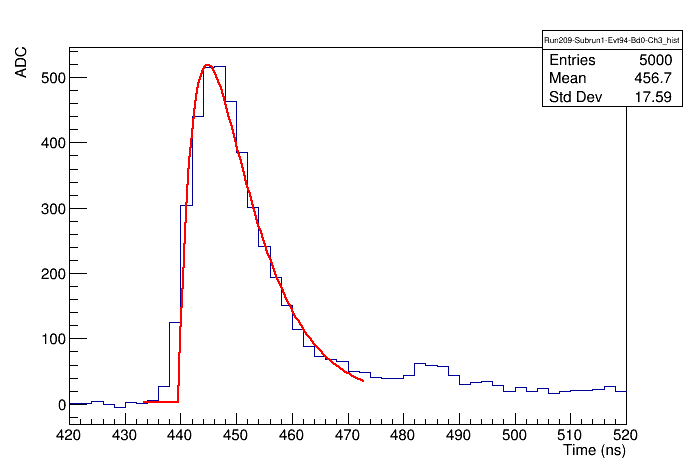 Run209-Subrun1-Evt94-Bd0-Ch3_hist
Entries 5000
Mean 456.7
Std Dev 17.59
ADC
500
400
300
200
100
0
420 430 440 450 460 470 480 490 500 510 520
Time (ns)